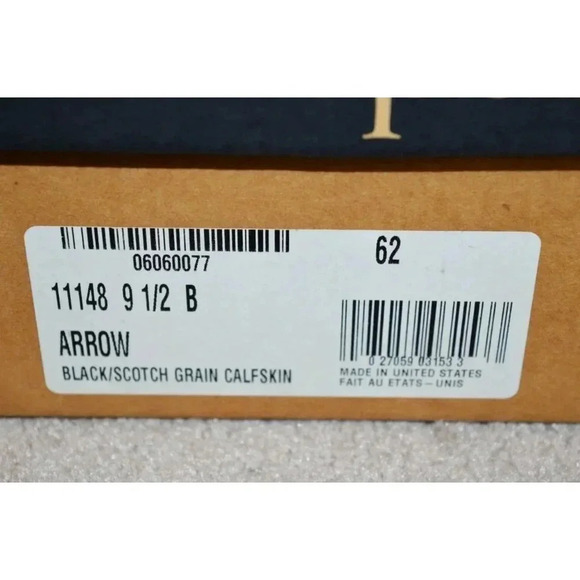 06060077
62
11148 9 1/2 B
ARROW
BLACK/SCOTCH GRAIN CALFSKIN
0 27059 03153 3
MADE IN UNITED STATES
FAIT AU ETATS-UNIS